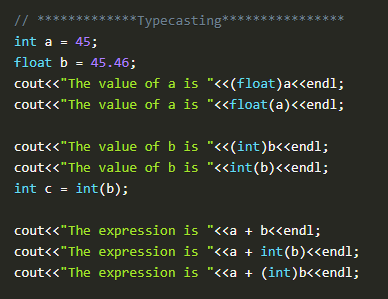 // *************Typecasting****************
int a = 45;
float b = 45.46;
cout<<"The value of a is "<<(float)a<<endl;
cout<<"The value of a is "<<float(a)<<endl;

cout<<"The value of b is "<<(int)b<<endl;
cout<<"The value of b is "<<int(b)<<endl;
int c = int(b);

cout<<"The expression is "<<a + b<<endl;
cout<<"The expression is "<<a + int(b)<<endl;
cout<<"The expression is "<<a + (int)b<<endl;